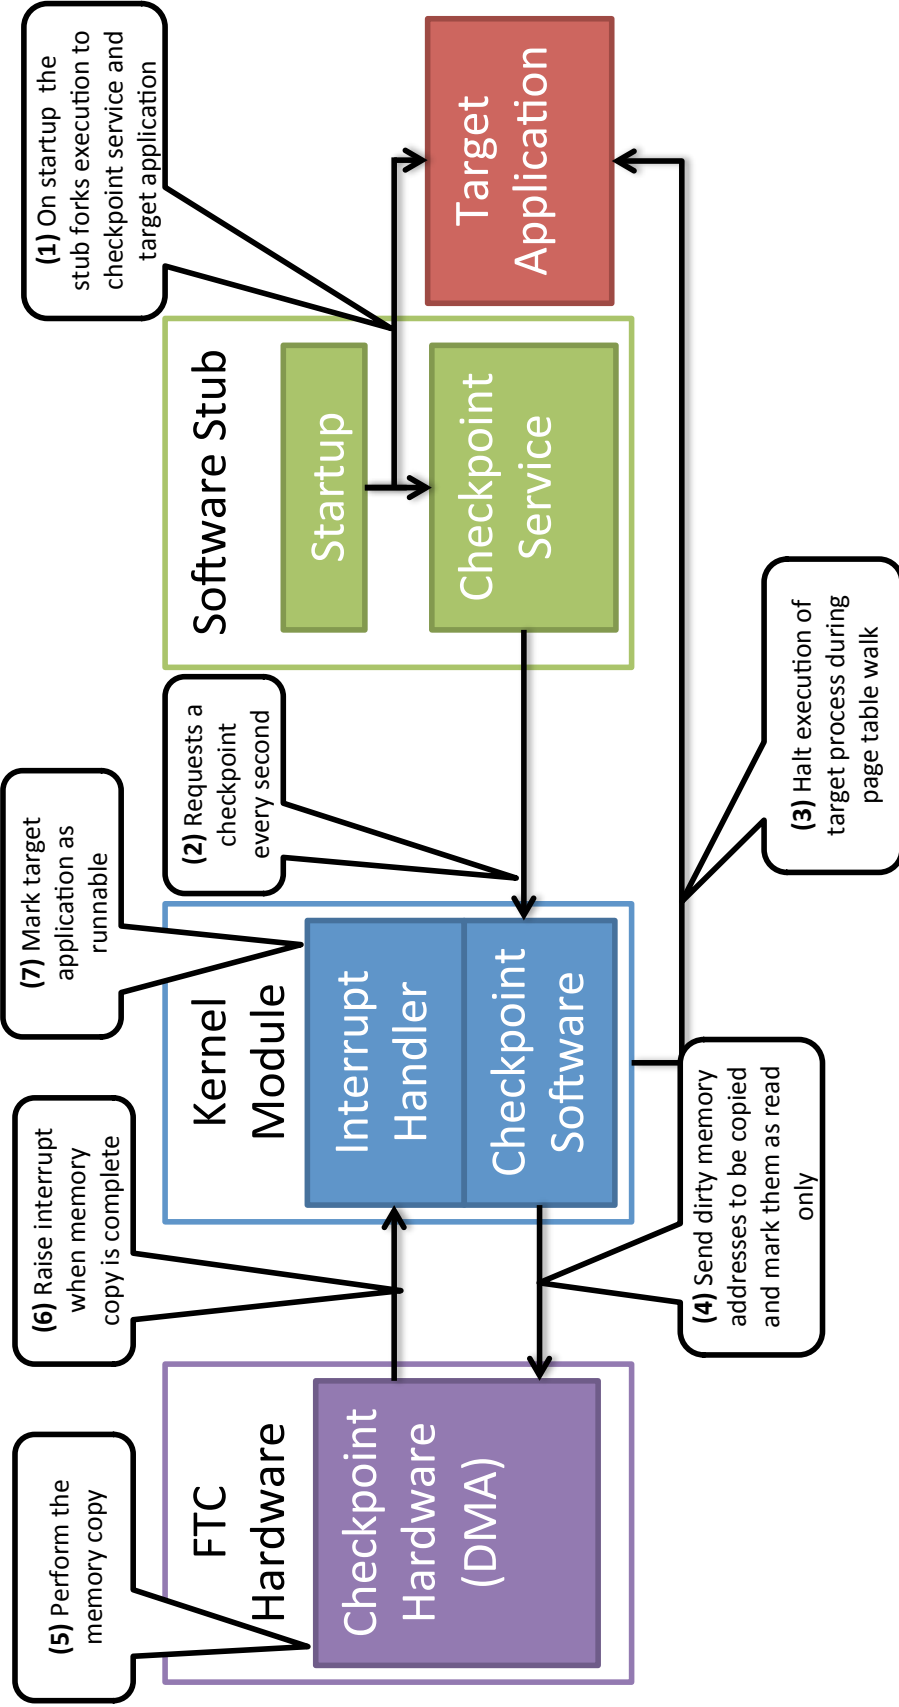 (5) Perform the
memory copy
(6) Raise interrupt
when memory
copy is complete
(7) Mark target
application as
runnable
(2) Requests a
checkpoint
every second
(1) On startup the
stub forks execution to
checkpoint service and
target application
FTC
Hardware
Checkpoint
Hardware
(DMA)
Kernel
Module
Interrupt
Handler
Checkpoint
Software
Software Stub
Startup
Checkpoint
Service
Target
Application
(4) Send dirty memory
addresses to be copied
and mark them as read
only
(3) Halt execution of
target process during
page table walk